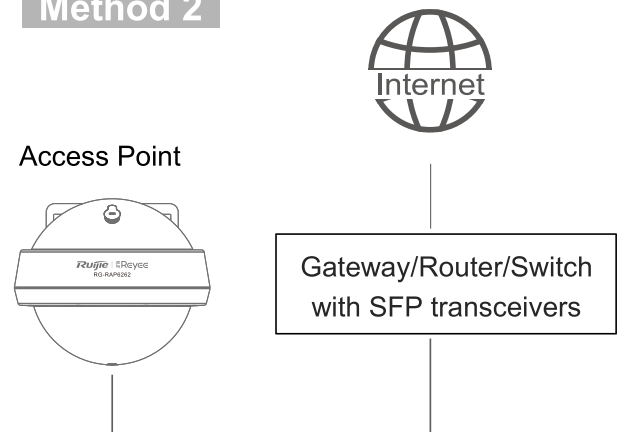 Method 2
Internet
Access Point
Ruijie Reyee
RG-RAP6262
Gateway/Router/Switch
with SFP transceivers